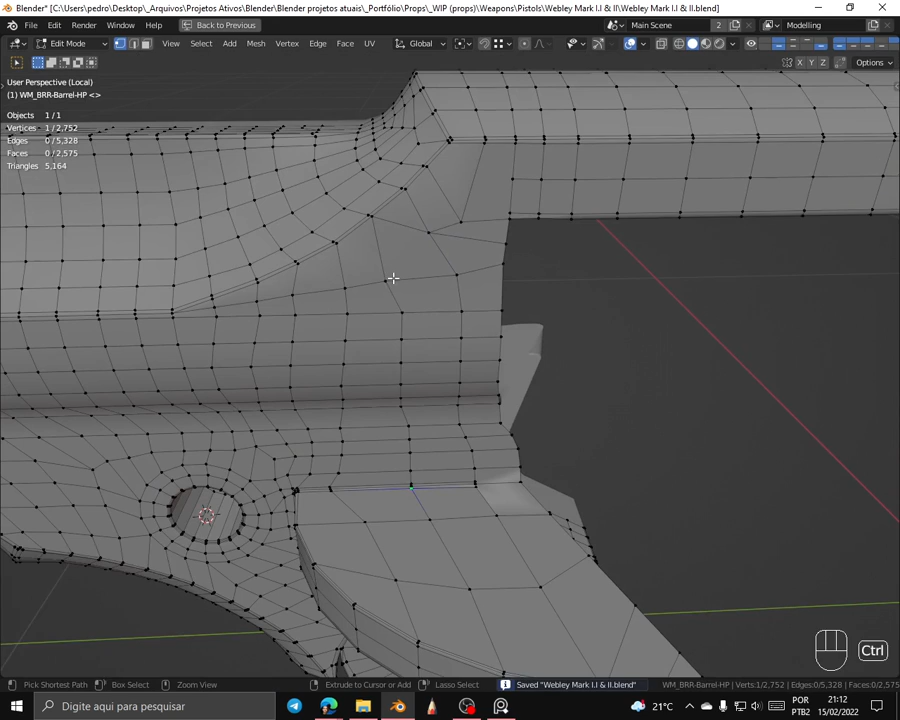 Blender* [C:\Users\pedro\Desktop\_Arquivos\Projetos Ativos\Blender\Blender projetos atuais\_Portfólio\Props\_WIP (props)\Weapons\Pistols\Webley Mark I.I & II\Webley Mark I.I & II.blend]
File Edit Render Window Help Back to Previous Main Scene 2 Modelling
Edit Mode View Select Add Mesh Vertex Edge Face UV Global
X Y Z Options
User Perspective (Local)
(1) WM_BRR-Barrel-HP <>
Objects 1/1
Vertices 1/2,752
Edges 0/5,328
Faces 0/2,575
Triangles 5,164
Ctrl
Pick Shortest Path Box Select Zoom View Extrude to Cursor or Add Lasso Select Saved "Webley Mark I.I & II.blend" WM_BRR-Barrel-HP | Verts:1/2,752 | Edges:0/5,328 | Faces:0/2,575
Digite aqui para pesquisar 21°C POR PTB2 21:12 15/02/2022